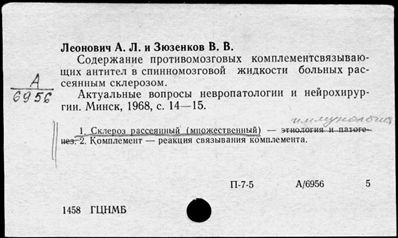 Леонович А. Л. и Зюзенков В. В.
Содержание противомозговых комплементсвязываю-
щих антител в спинномозговой жидкости больных рас-
сеянным склерозом.
А
6956
Актуальные вопросы невропатологии и нейрохирур-
гии. Минск, 1968, с. 14—15.
иммунология
1. Склероз рассеянный (множественный) — этиология и патоге-
нез. 2. Комплемент — реакция связывания комплемента.
П-7-5 А/6956 5
1458 ГЦНМБ